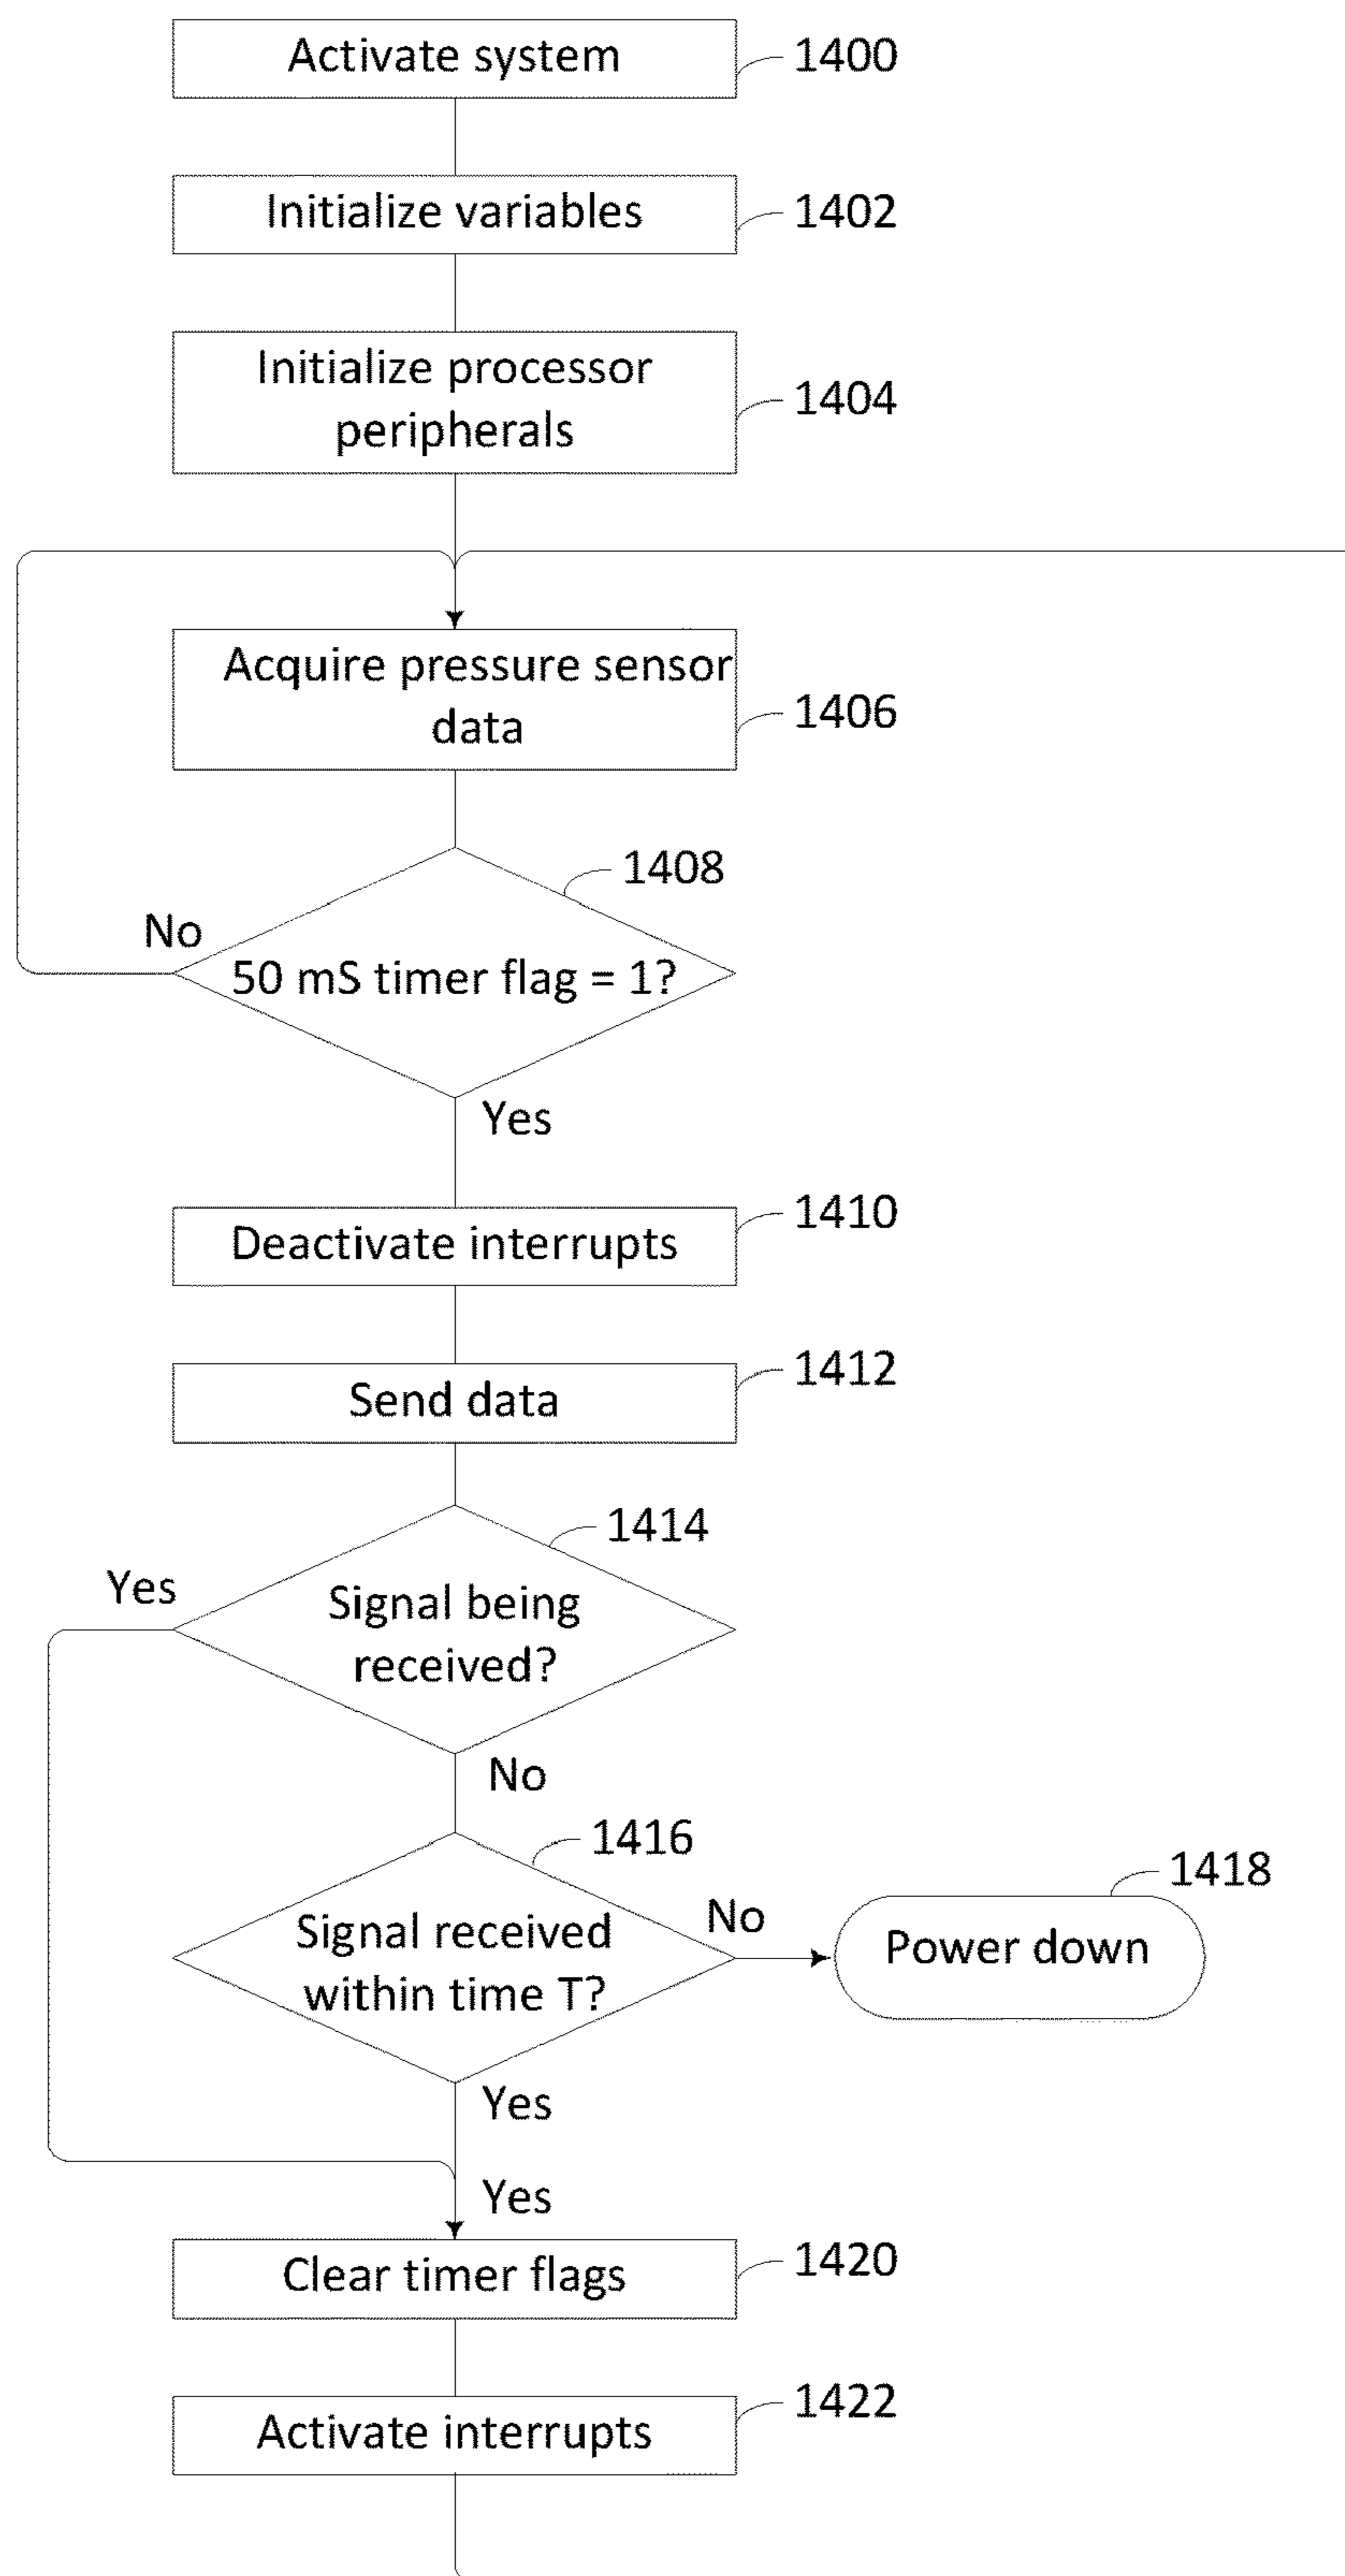 Activate system
1400
Initialize variables
1402
Initialize processor
peripherals
1404
Acquire pressure sensor
data
1406
1408
No
50 mS timer flag = 1?
Yes
1410
Deactivate interrupts
1412
Send data
1414
Yes
Signal being
received?
No
1416
1418
No
Signal received
within time T?
Power down
Yes
Yes
Clear timer flags
1420
Activate interrupts
1422